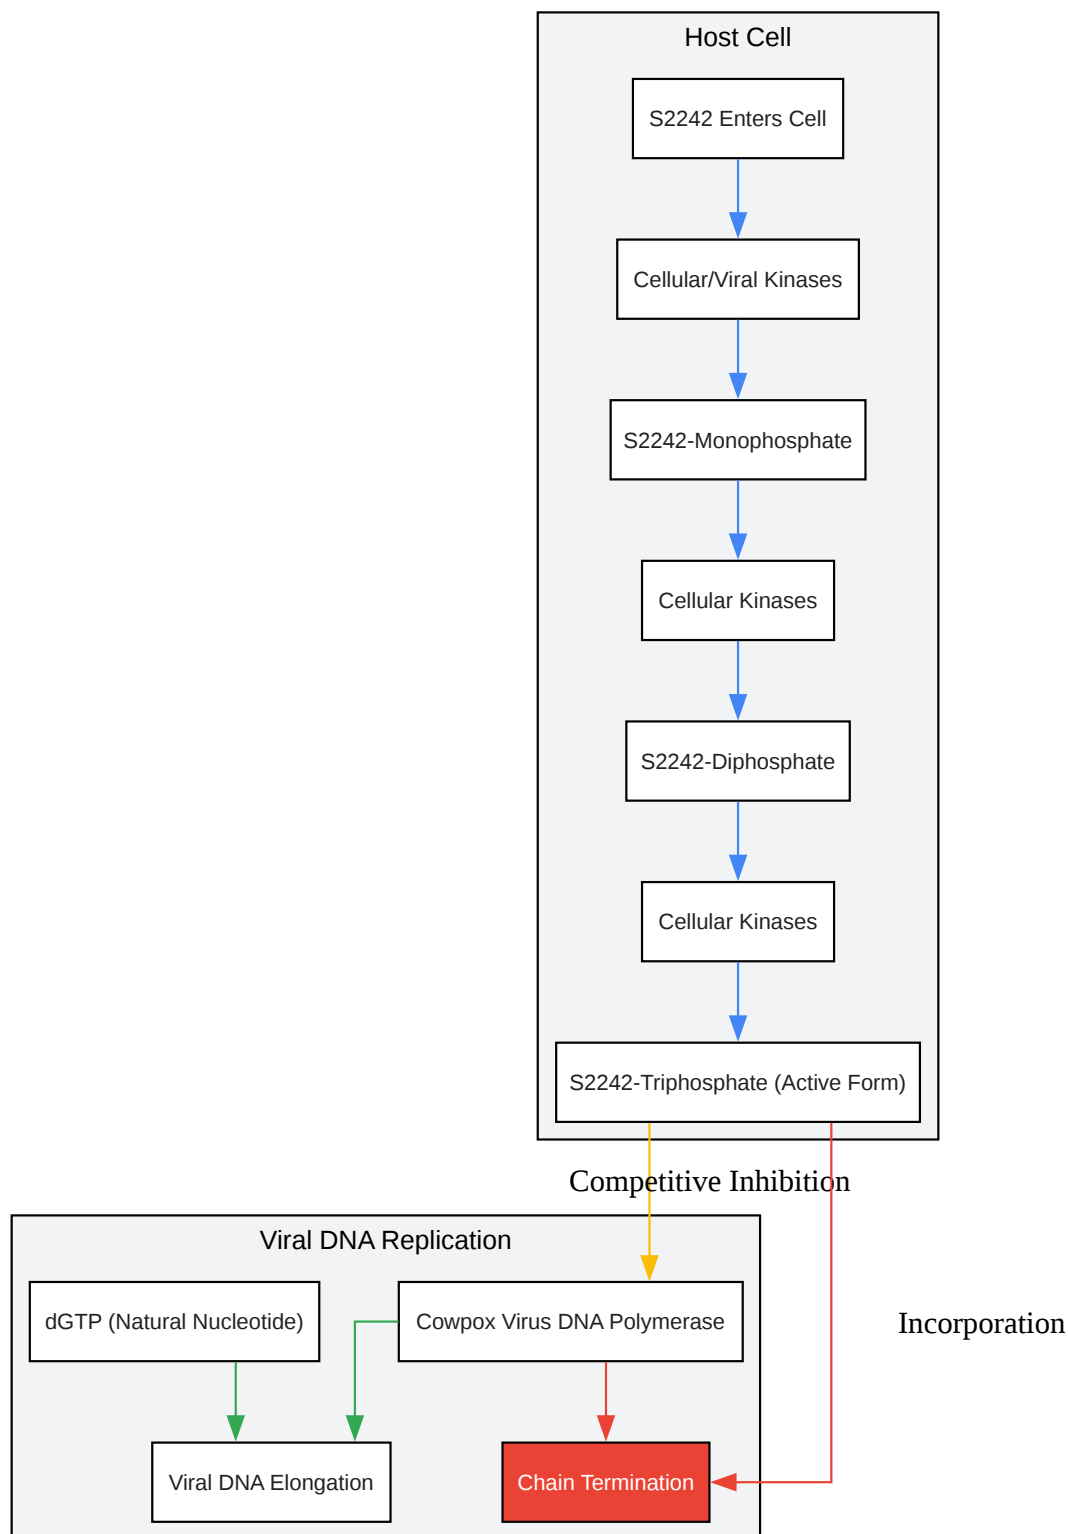 Host Cell
S2242 Enters Cell
Cellular/Viral Kinases
S2242-Monophosphate
Cellular Kinases
S2242-Diphosphate
Cellular Kinases
S2242-Triphosphate (Active Form)
Competitive Inhibition
Viral DNA Replication
dGTP (Natural Nucleotide)
Cowpox Virus DNA Polymerase
Incorporation
Viral DNA Elongation
Chain Termination